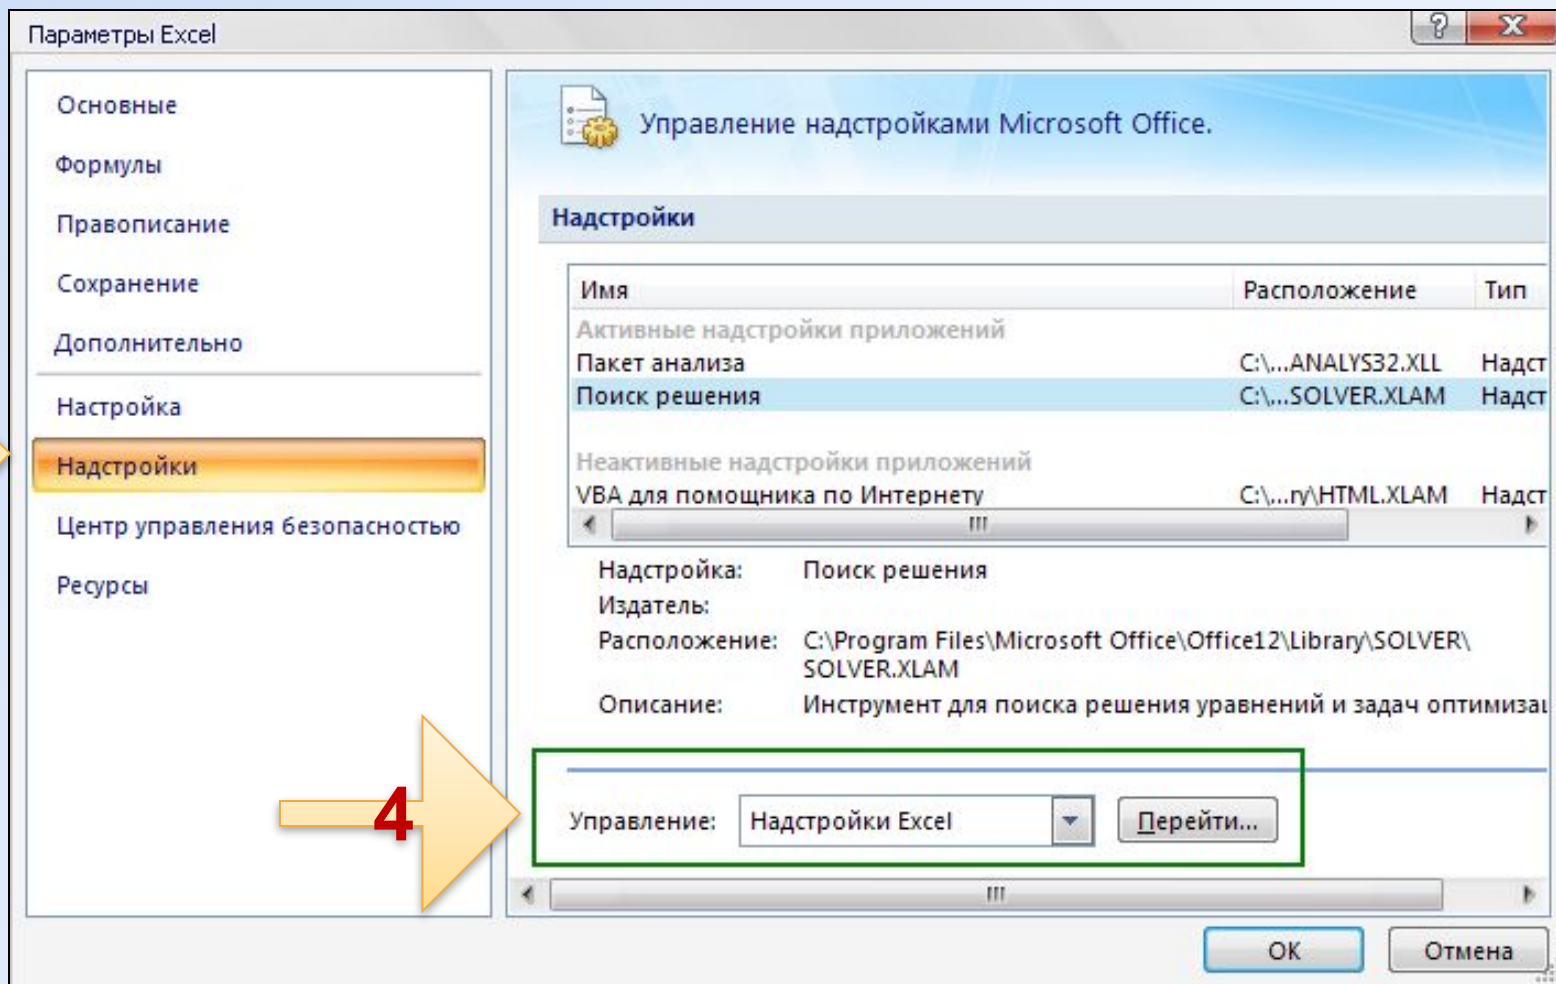 Параметры Excel
Основные
Формулы
Правописание
Сохранение
Дополнительно
Настройка
Надстройки
Центр управления безопасностью
Ресурсы
Управление надстройками Microsoft Office.
Надстройки
Имя Расположение Тип
Активные надстройки приложений
Пакет анализа C:\...ANALYS32.XLL Надст
Поиск решения C:\...SOLVER.XLAM Надст
Неактивные надстройки приложений
VBA для помощника по Интернету C:\...ry\HTML.XLAM Надст
Надстройка: Поиск решения
Издатель:
Расположение: C:\Program Files\Microsoft Office\Office12\Library\SOLVER\
SOLVER.XLAM
Описание: Инструмент для поиска решения уравнений и задач оптимизац
4
Управление: Надстройки Excel Перейти...
ОК Отмена